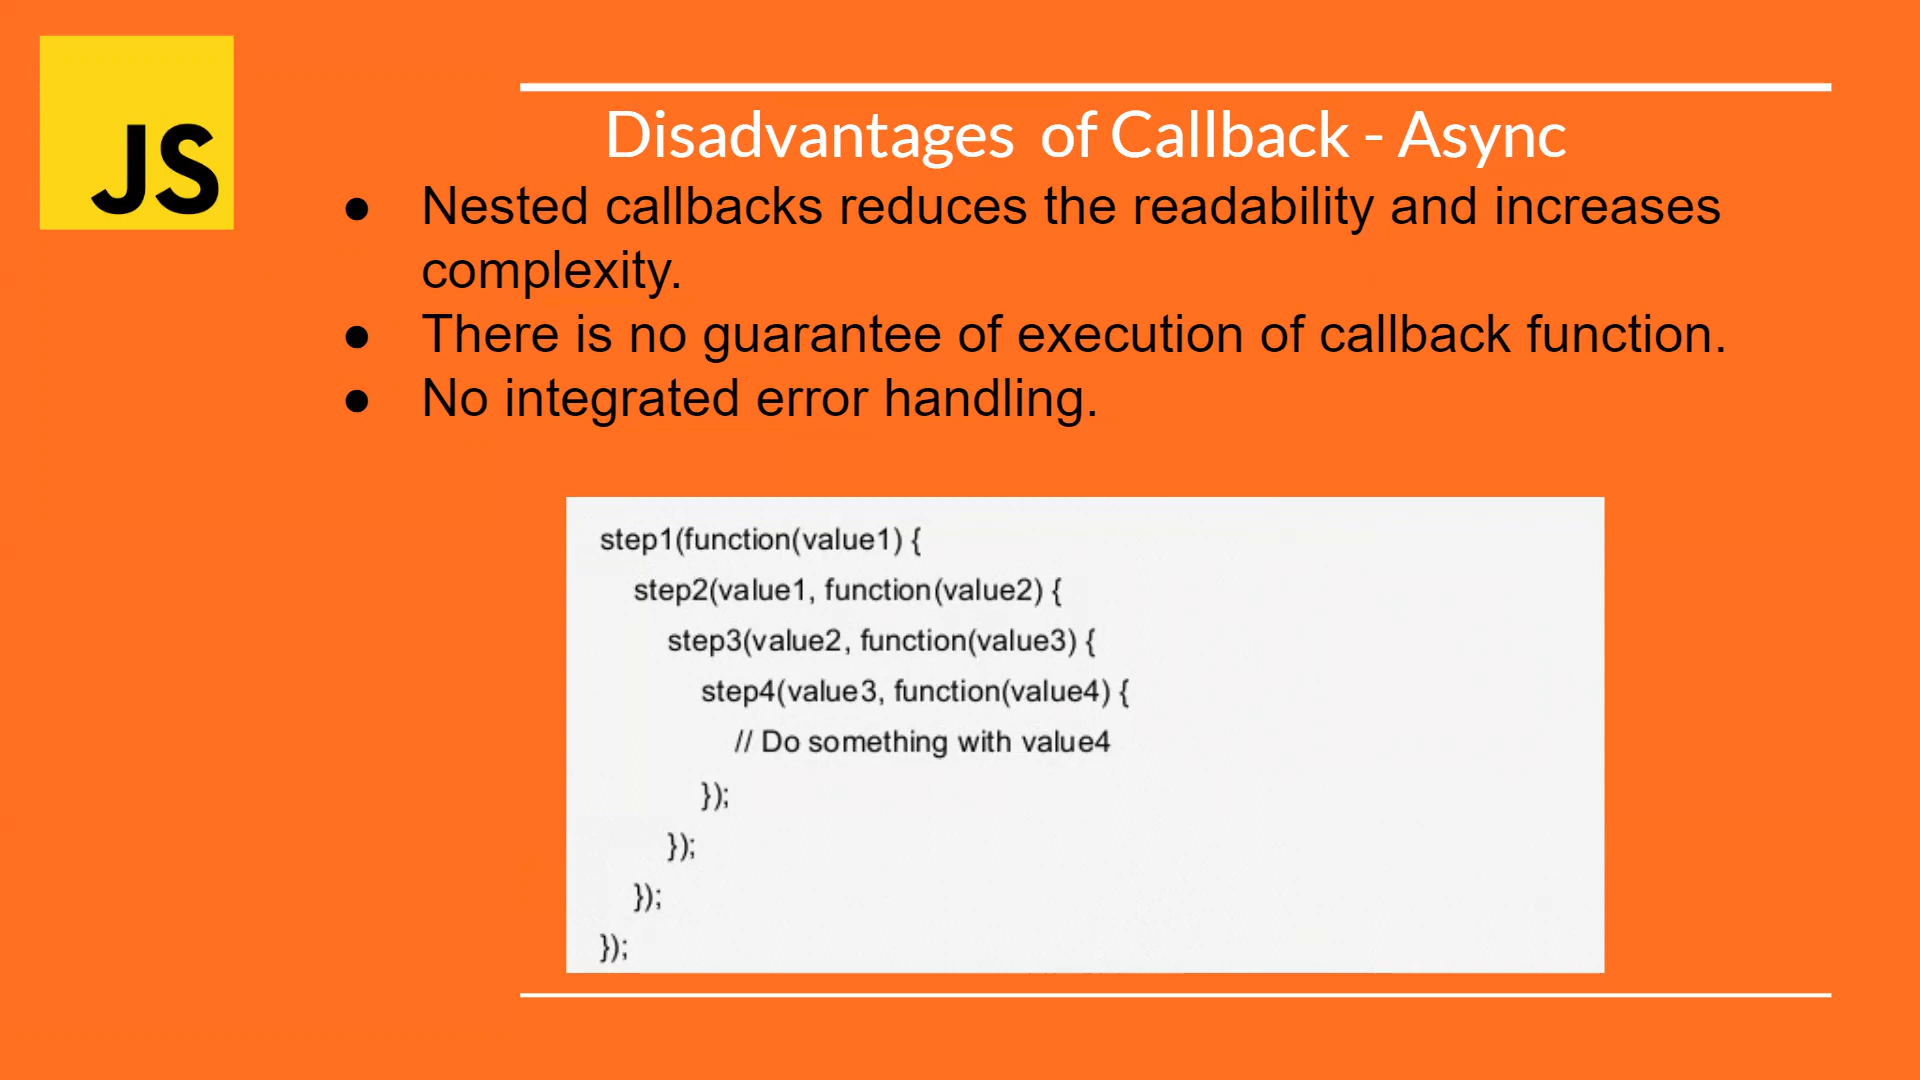 JS
Disadvantages of Callback - Async
● Nested callbacks reduces the readability and increases
complexity.
● There is no guarantee of execution of callback function.
● No integrated error handling.
step1(function(value1) {
step2(value1, function(value2) {
step3(value2, function(value3) {
step4(value3, function(value4) {
// Do something with value4
});
});
});
});